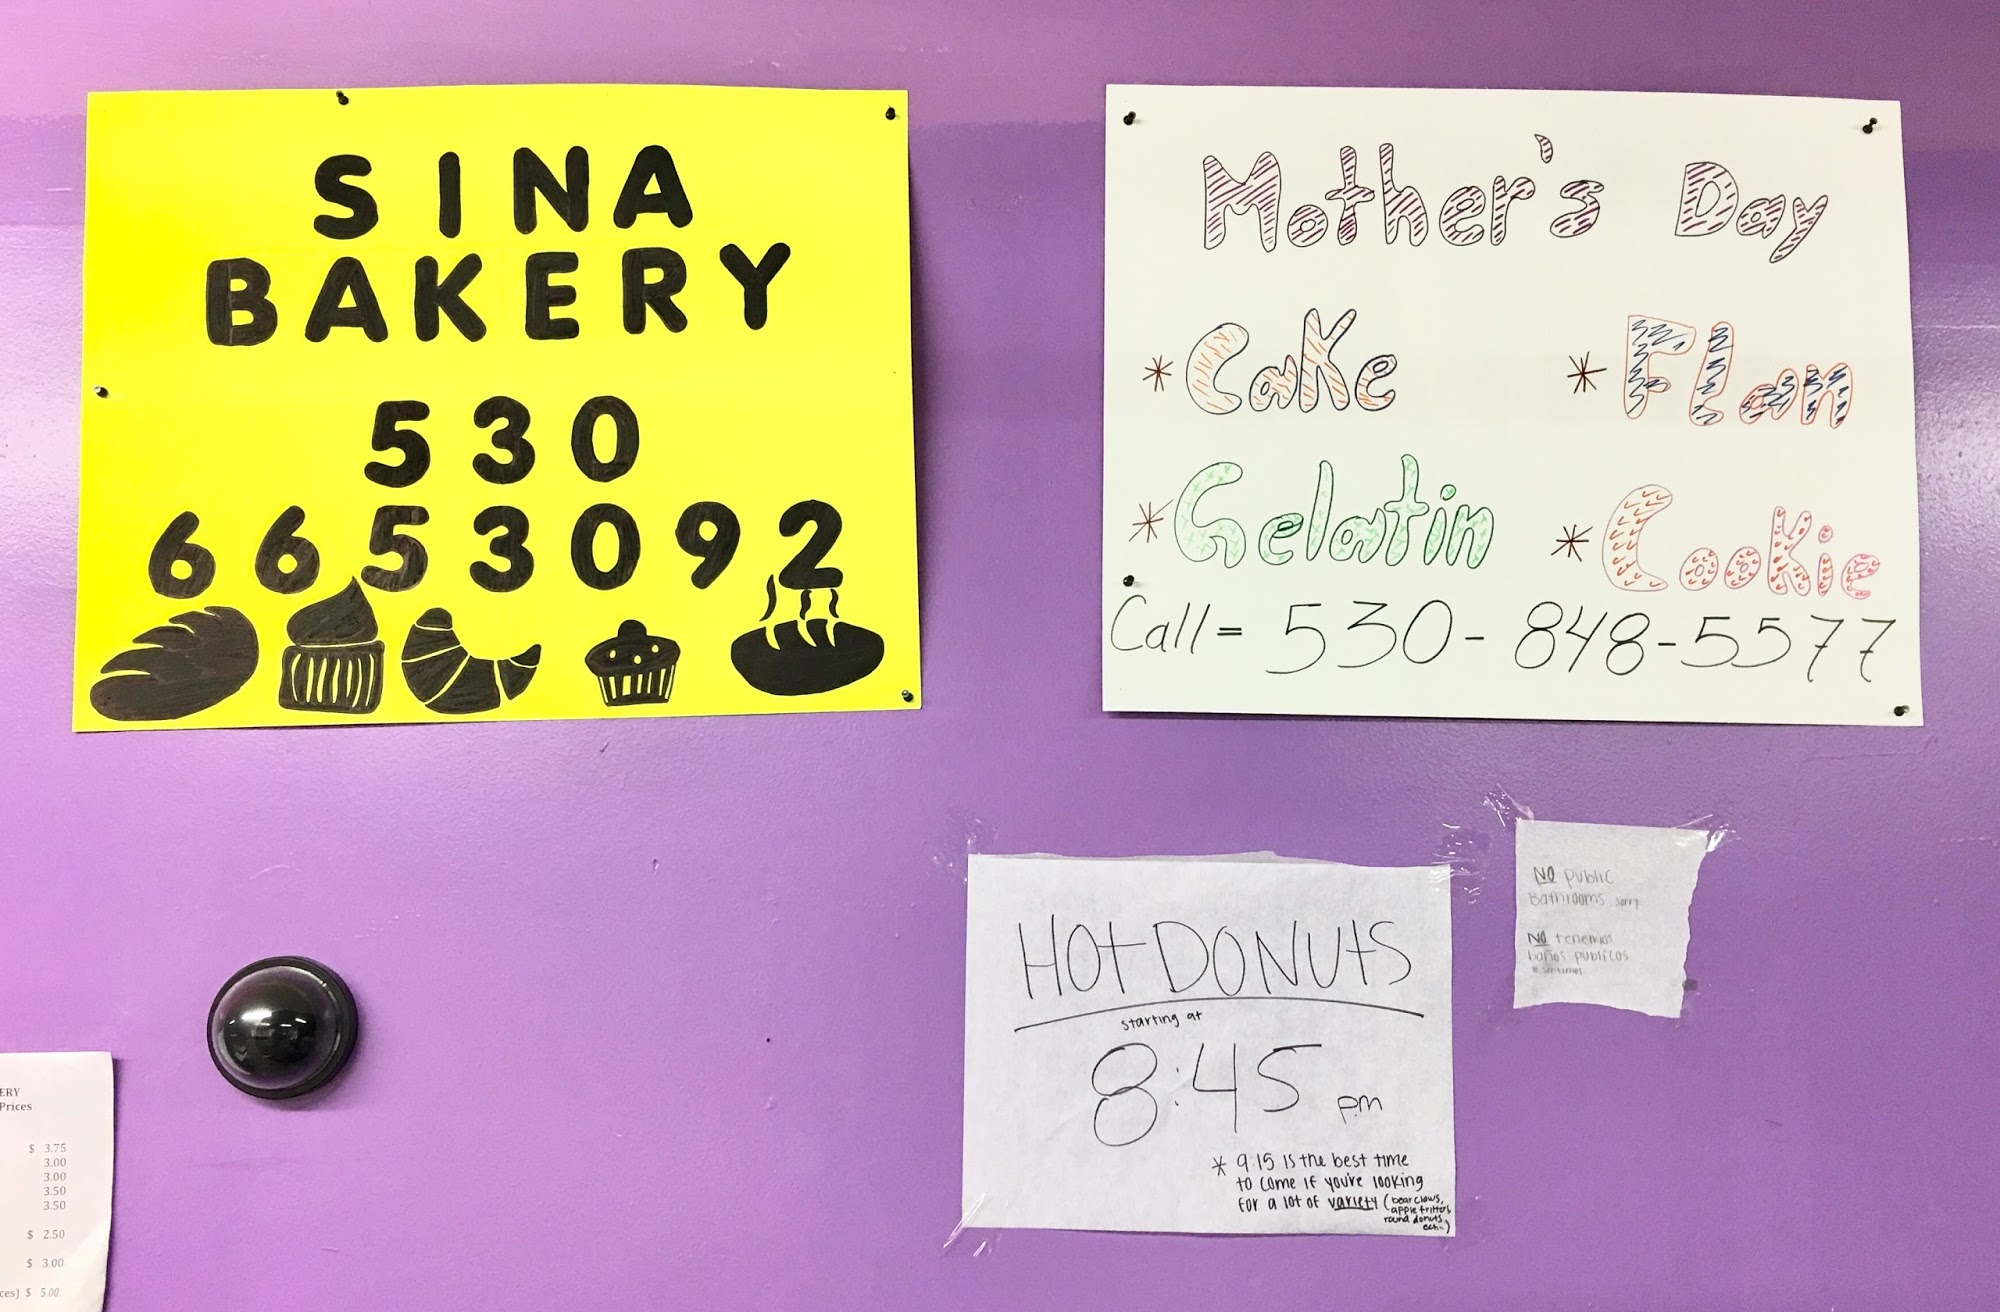 SINA
BAKERY
530
6653092
Mother's Day
* Cake
* Flan
* Gelatin
* Cookie
Call = 530-848-5577
HOT DONUTS
starting at
8:45 pm
* 9:15 is the best time
to come if you're looking
for a lot of variety (bear claws,
apple fritters,
round donuts,
ect..)
NO public
Bathrooms, sorry
NO tenemos
baños publicos
ERY
Prices
$ 3.75
3.00
3.00
3.50
3.50
$ 2.50
$ 3.00
ces) $ 5.00